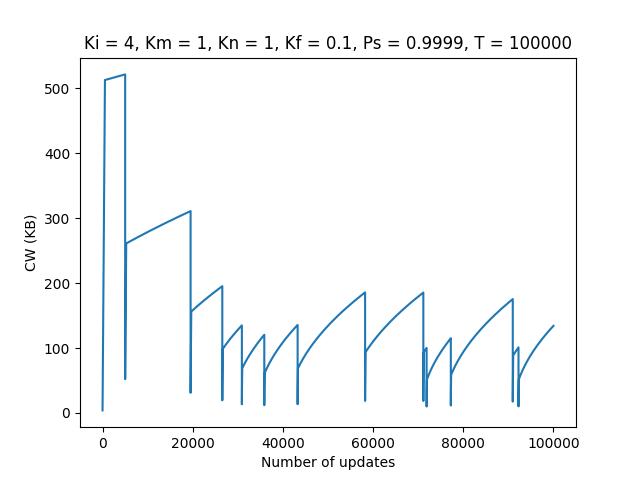 Ki = 4, Km = 1, Kn = 1, Kf = 0.1, Ps = 0.9999, T = 100000
500
400
300
200
100
0
CW (KB)
0 20000 40000 60000 80000 100000
Number of updates